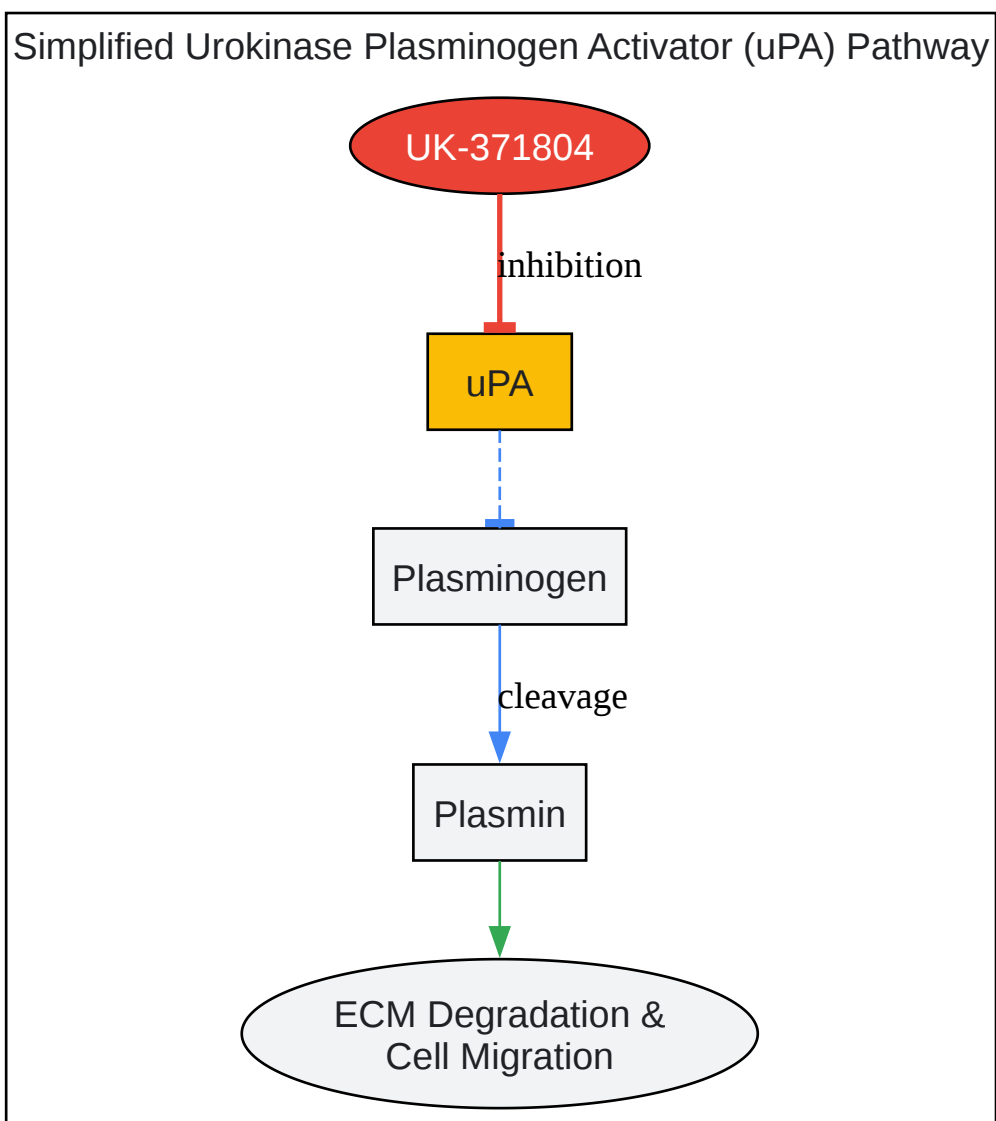 Simplified Urokinase Plasminogen Activator (uPA) Pathway
UK-371804
inhibition
uPA
Plasminogen
cleavage
Plasmin
ECM Degradation &
Cell Migration